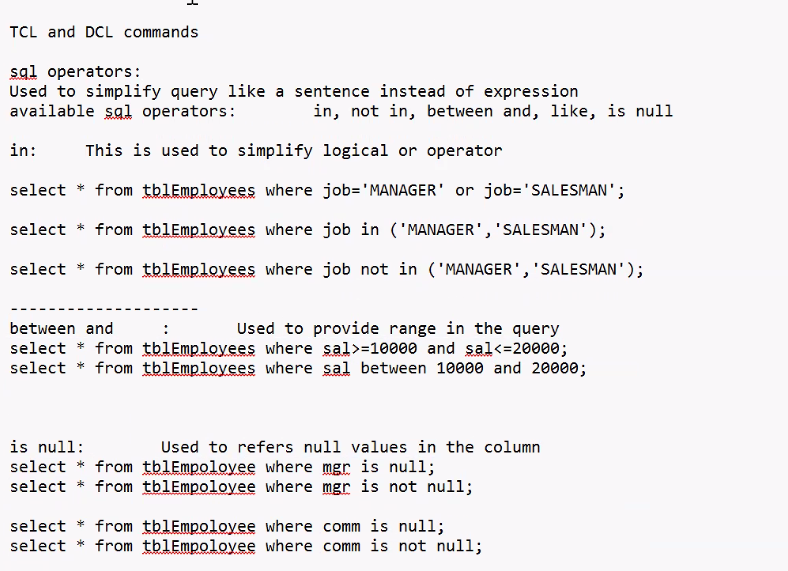 TCL and DCL commands
sql operators:
Used to simplify query like a sentence instead of expression
available sql operators: in, not in, between and, like, is null
in: This is used to simplify logical or operator
select * from tblEmployees where job='MANAGER' or job='SALESMAN';
select * from tblEmployees where job in ('MANAGER','SALESMAN');
select * from tblEmployees where job not in ('MANAGER','SALESMAN');
--------------------
between and : Used to provide range in the query
select * from tblEmployees where sal>=10000 and sal<=20000;
select * from tblEmployees where sal between 10000 and 20000;
is null: Used to refers null values in the column
select * from tblEmpoloyee where mgr is null;
select * from tblEmpoloyee where mgr is not null;
select * from tblEmpoloyee where comm is null;
select * from tblEmpoloyee where comm is not null;